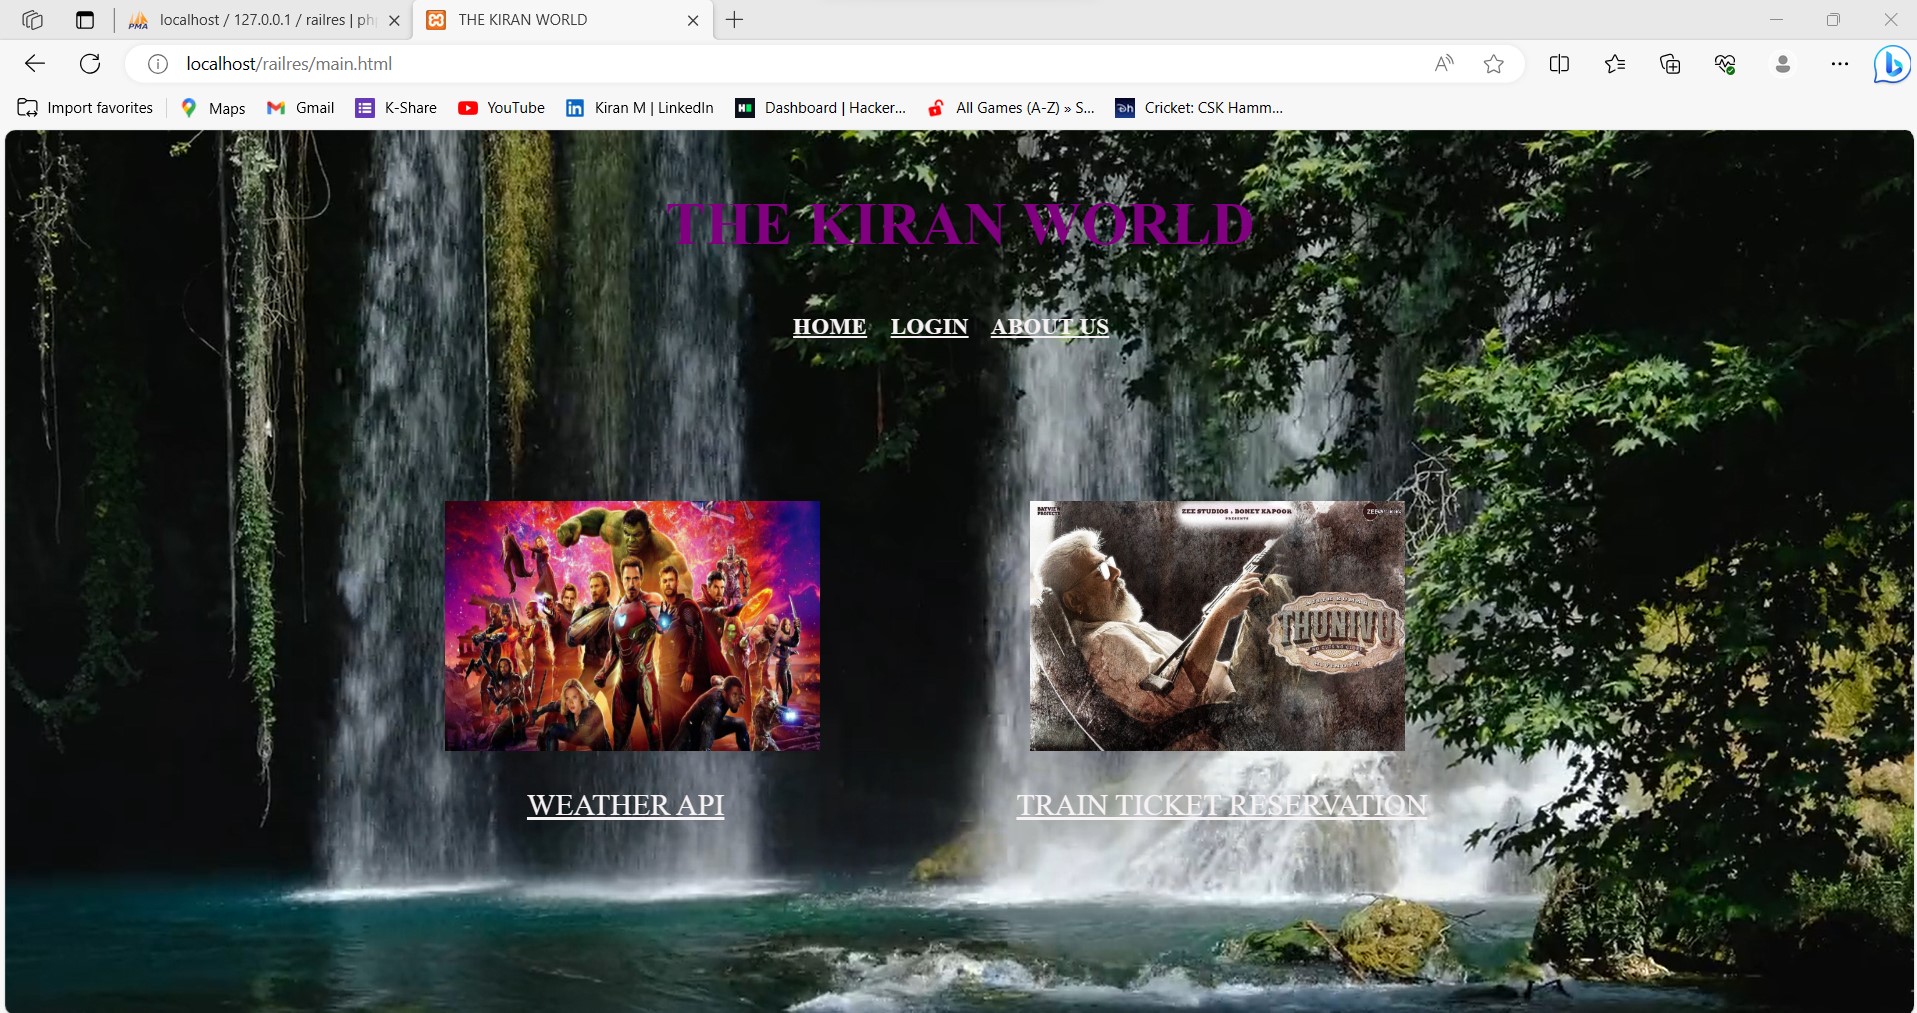 localhost / 127.0.0.1 / railres | ph
THE KIRAN WORLD
localhost/railres/main.html
Import favorites
Maps
Gmail
K-Share
YouTube
Kiran M | LinkedIn
Dashboard | Hacker...
All Games (A-Z) » S...
Cricket: CSK Hamm...
THE KIRAN WORLD
HOME LOGIN ABOUT US
ZEE STUDIOS & BONEY KAPOOR
PRESENTS
THUNIVU
WEATHER API
TRAIN TICKET RESERVATION